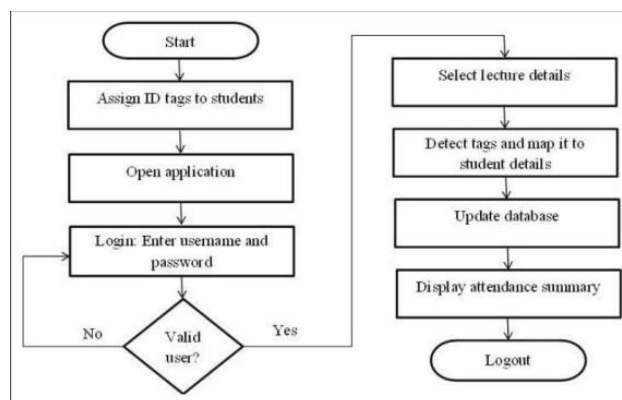 Start
Assign ID tags to students
Open application
Login: Enter username and
password
Valid
user?
No
Yes
Select lecture details
Detect tags and map it to
student details
Update database
Display attendance summary
Logout